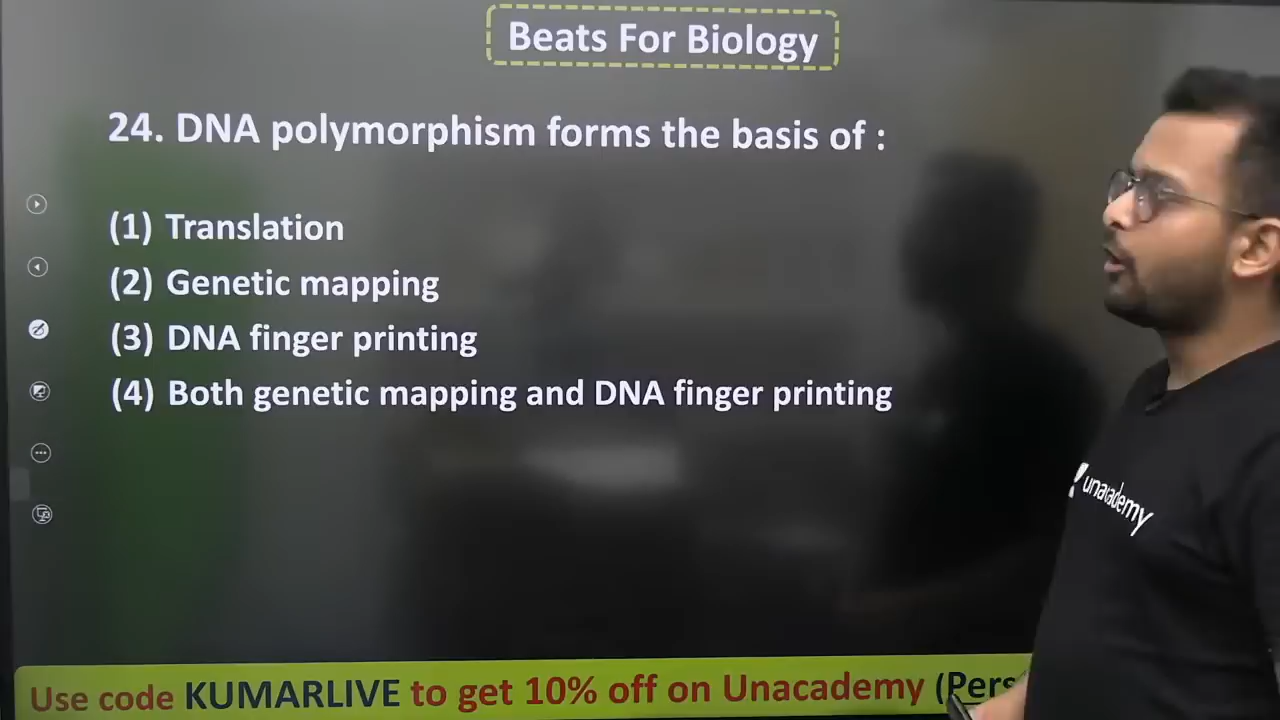 Beats For Biology
24. DNA polymorphism forms the basis of :
(1) Translation
(2) Genetic mapping
(3) DNA finger printing
(4) Both genetic mapping and DNA finger printing
unacademy
Use code KUMARLIVE to get 10% off on Unacademy